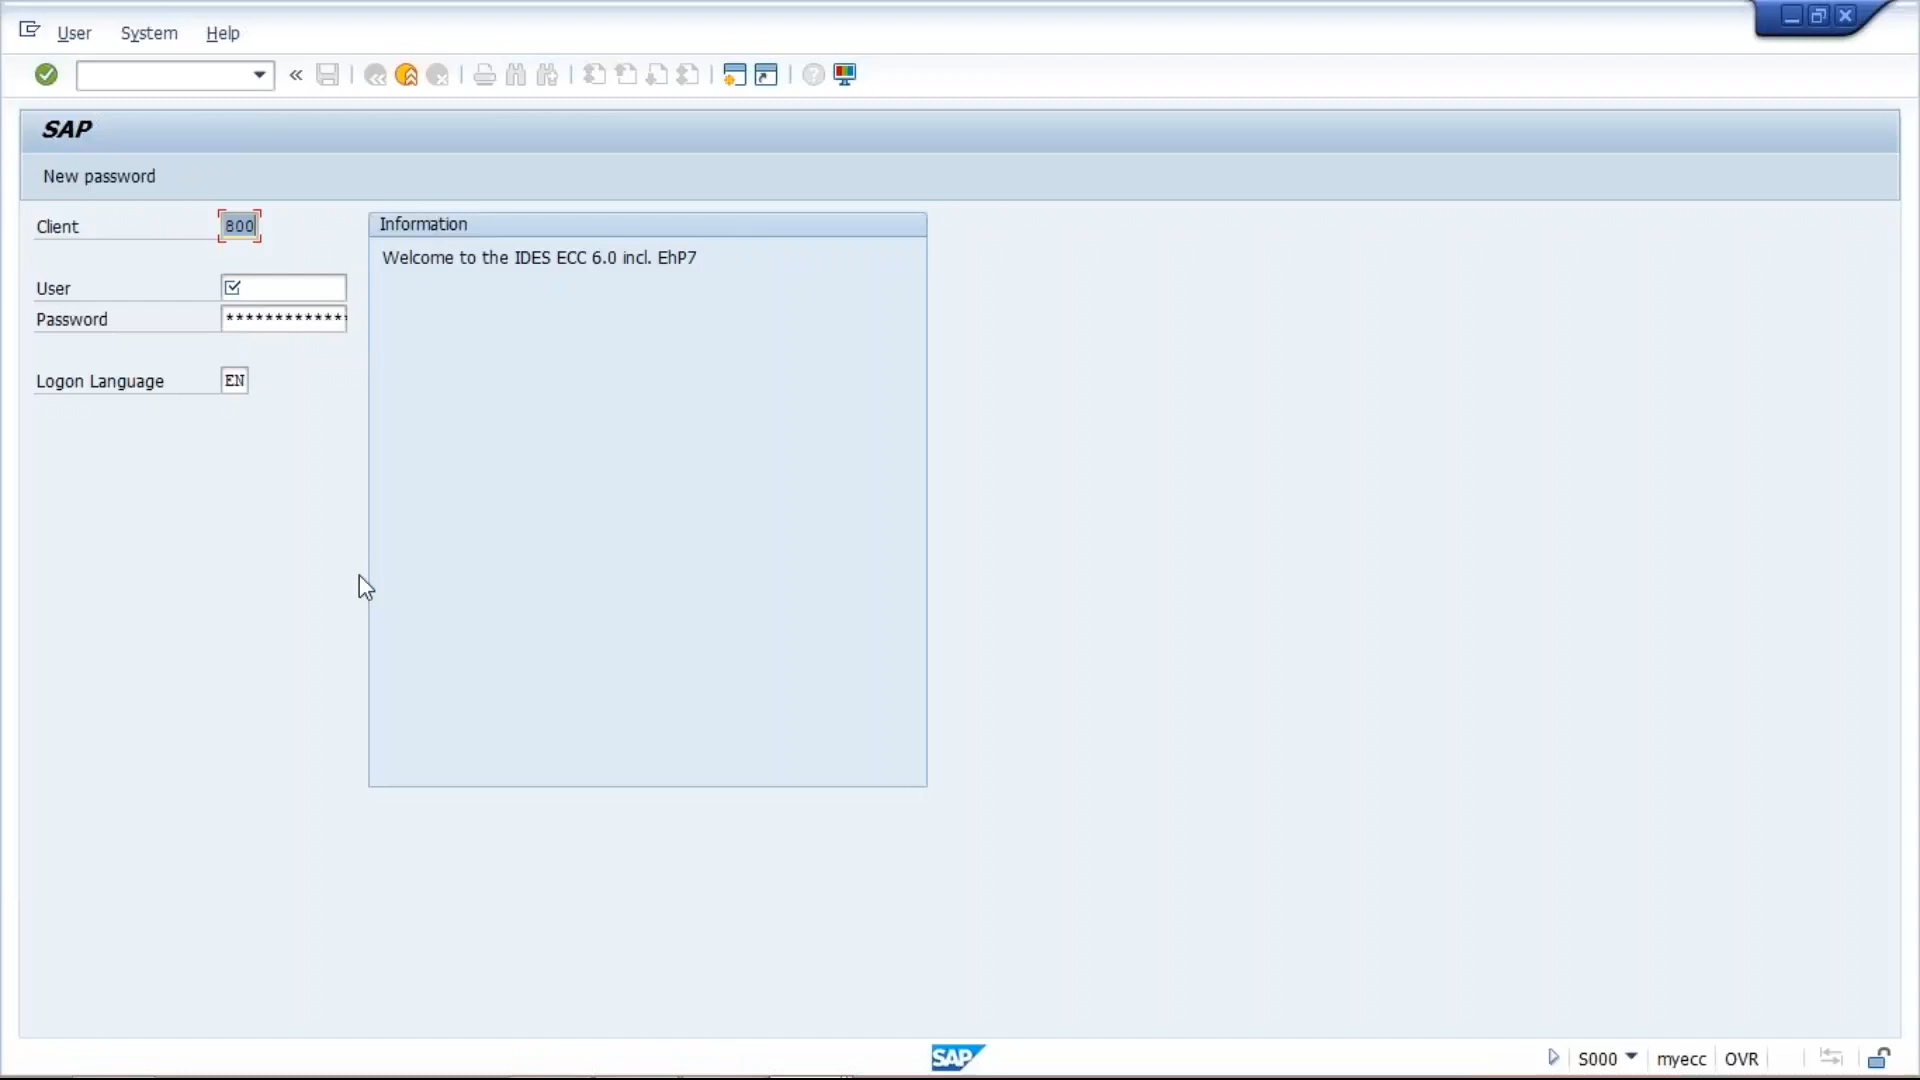 User System Help
SAP
New password
Client 800
Information
Welcome to the IDES ECC 6.0 incl. EhP7
User
Password *************
Logon Language EN
SAP
S000 myecc OVR